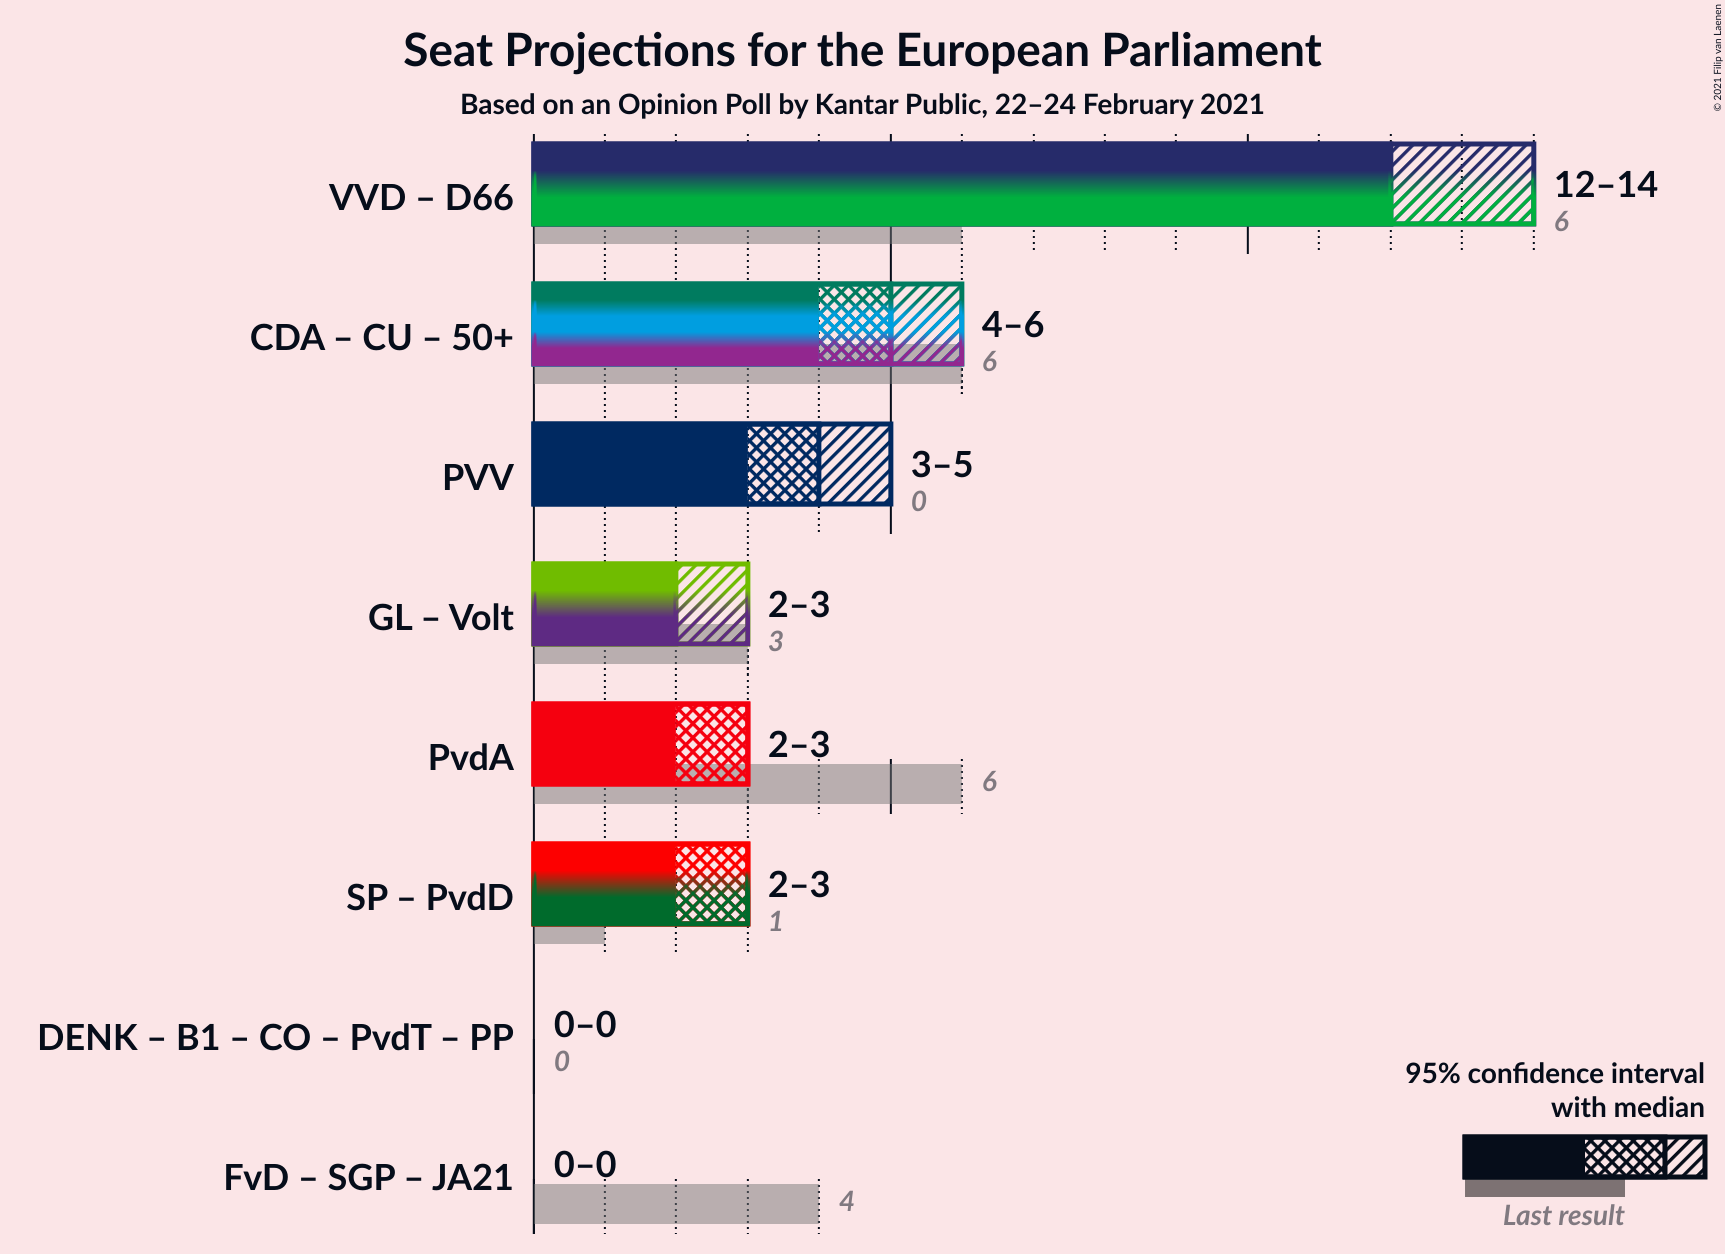 Seat Projections for the European Parliament
Based on an Opinion Poll by Kantar Public, 22–24 February 2021
© 2021 Filip van Laenen
VVD – D66
12–14
6
CDA – CU – 50+
4–6
6
PVV
3–5
0
GL – Volt
2–3
3
PvdA
2–3
6
SP – PvdD
2–3
1
DENK – B1 – CO – PvdT – PP
0–0
0
FvD – SGP – JA21
0–0
4
95% confidence interval
with median
Last result